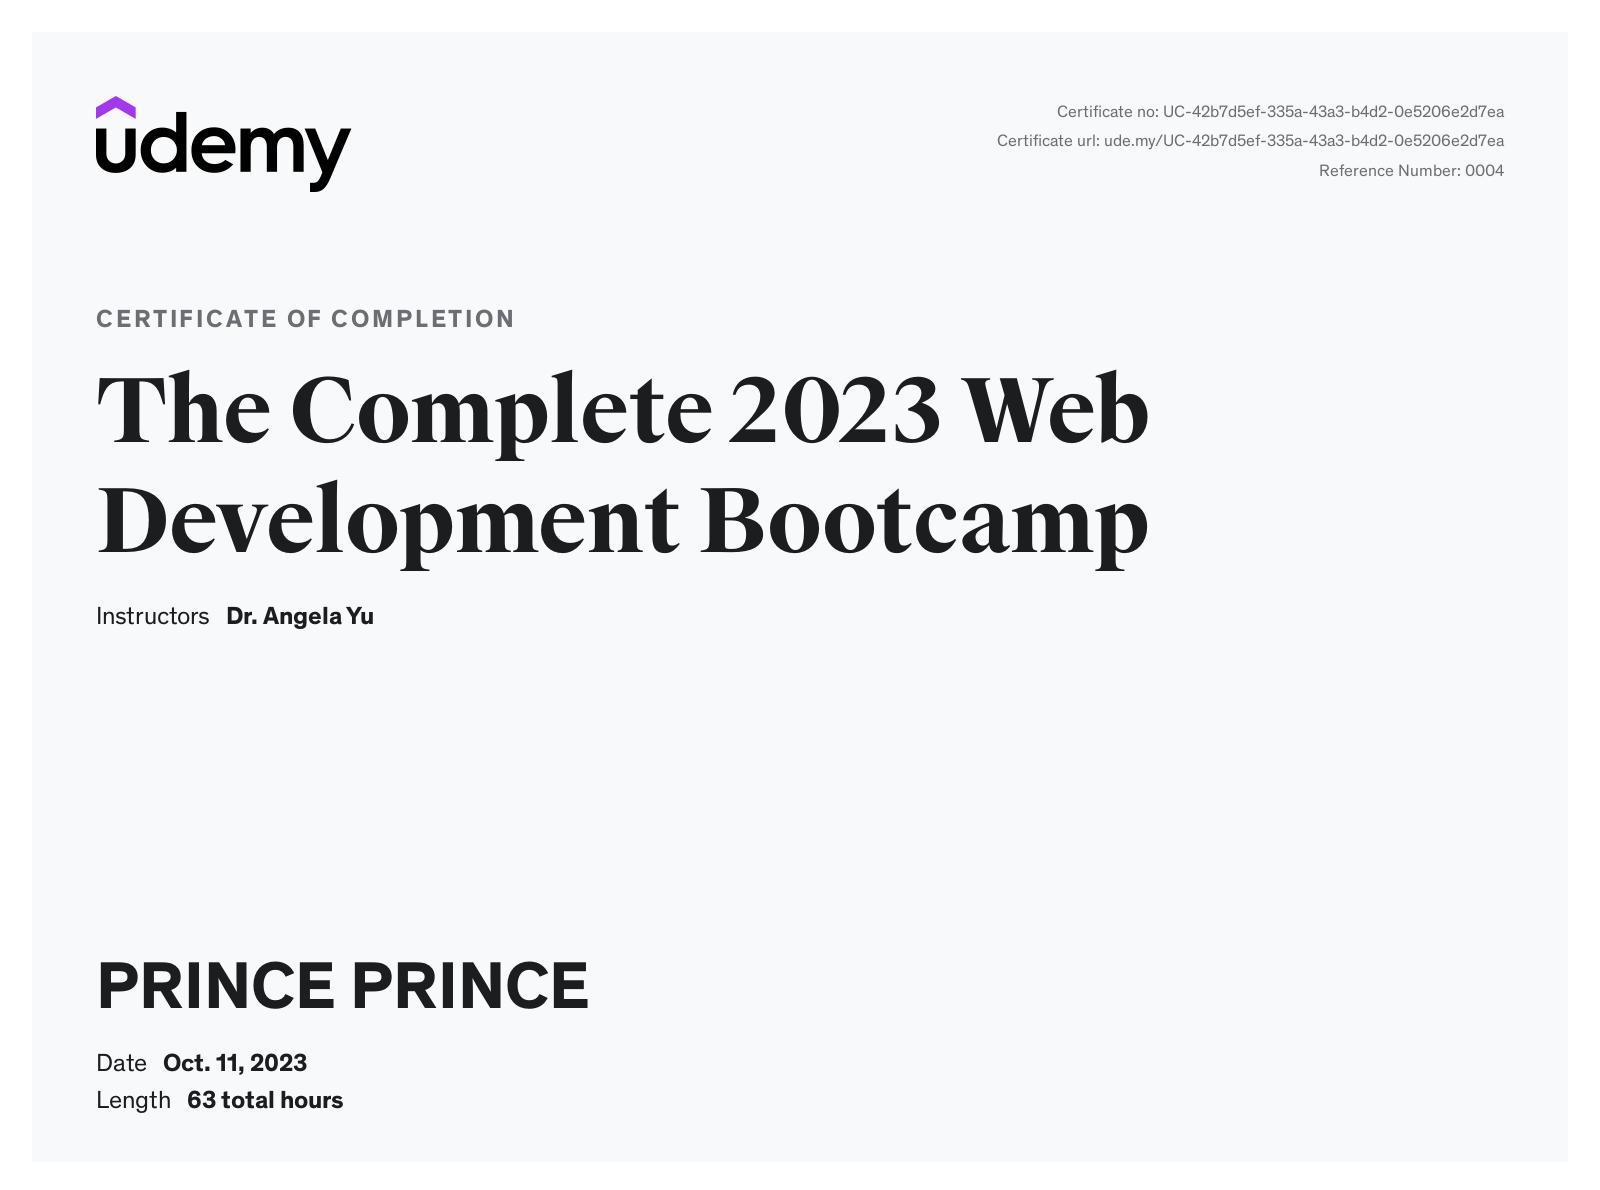 udemy
Certificate no: UC-42b7d5ef-335a-43a3-b4d2-0e5206e2d7ea
Certificate url: ude.my/UC-42b7d5ef-335a-43a3-b4d2-0e5206e2d7ea
Reference Number: 0004
CERTIFICATE OF COMPLETION
The Complete 2023 Web
Development Bootcamp
Instructors Dr. Angela Yu
PRINCE PRINCE
Date Oct. 11, 2023
Length 63 total hours